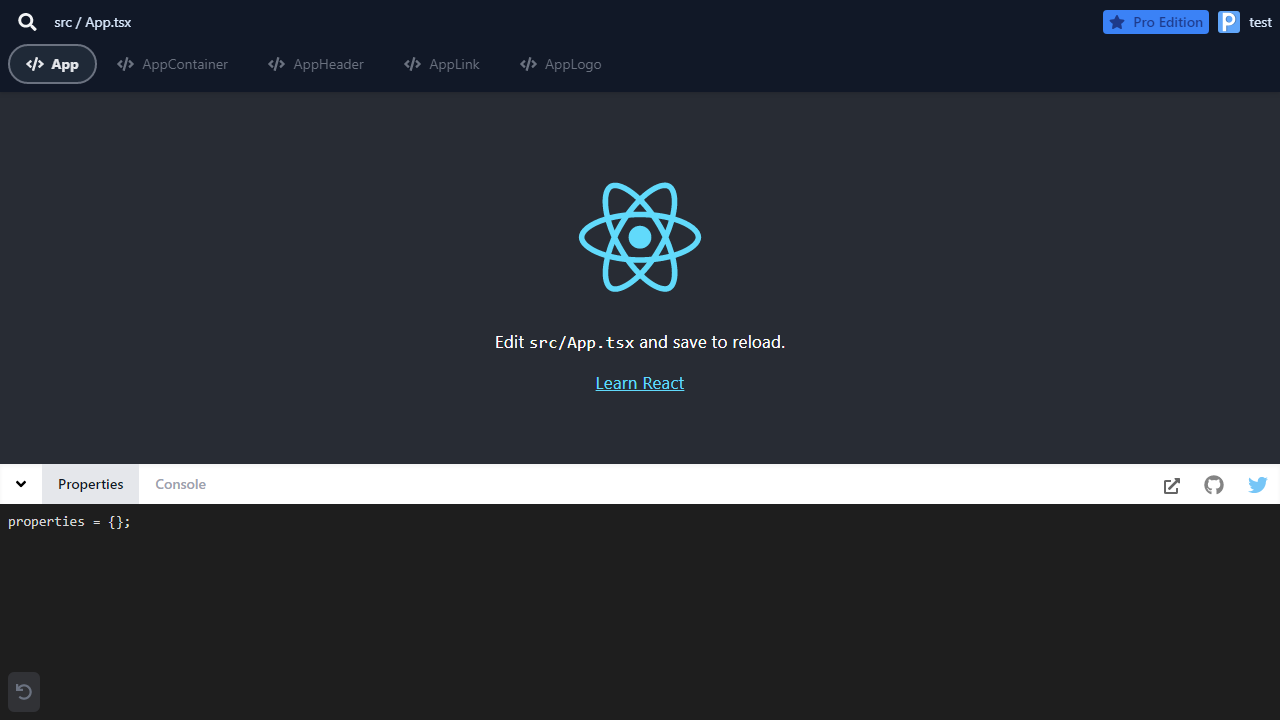 src / App.tsx
Pro Edition
P
test
App
AppContainer
AppHeader
AppLink
AppLogo
Edit src/App.tsx and save to reload.
Learn React
Properties
Console
properties = {};